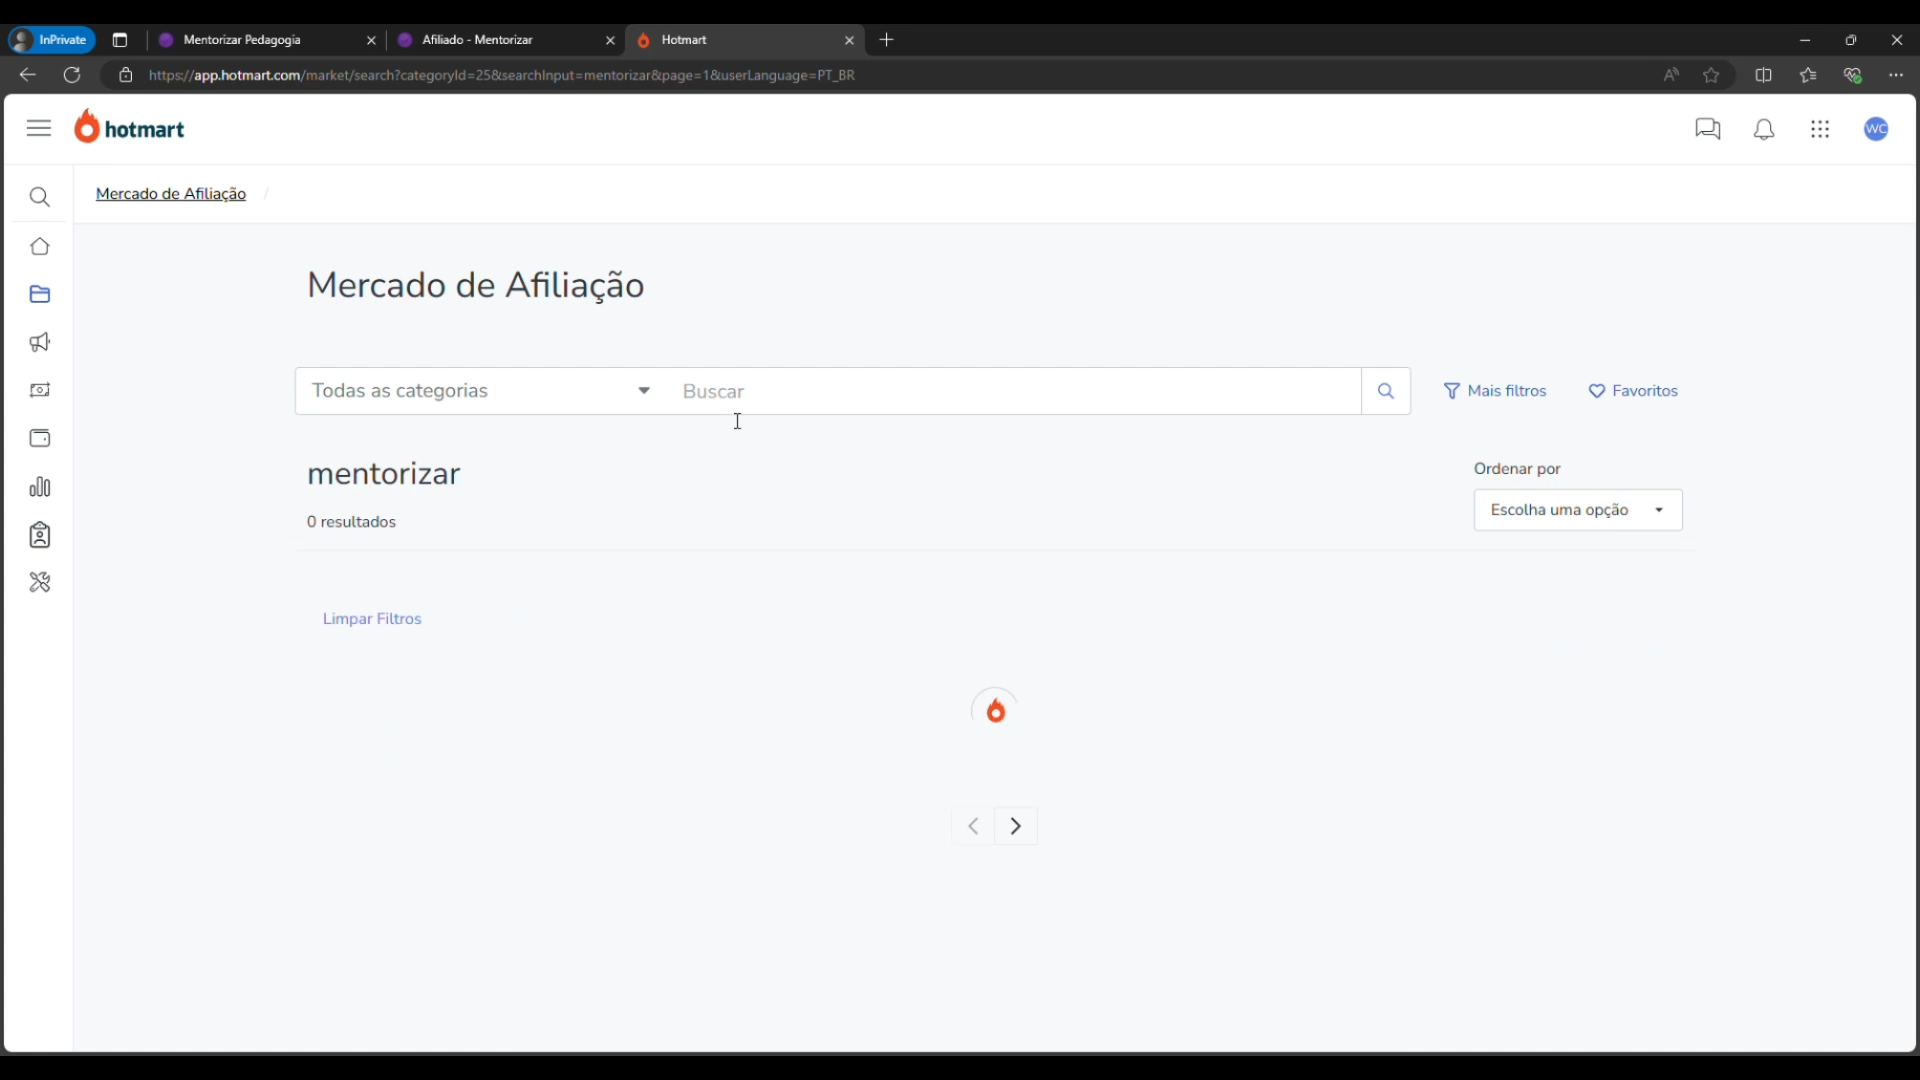 InPrivate
Mentorizar Pedagogia
Afiliado - Mentorizar
Hotmart
https://app.hotmart.com/market/search?categoryId=25&searchInput=mentorizar&page=1&userLanguage=PT_BR
hotmart
WC
Mercado de Afiliação /
Mercado de Afiliação
Todas as categorias
Buscar
Mais filtros
Favoritos
mentorizar
Ordenar por
Escolha uma opção
0 resultados
Limpar Filtros